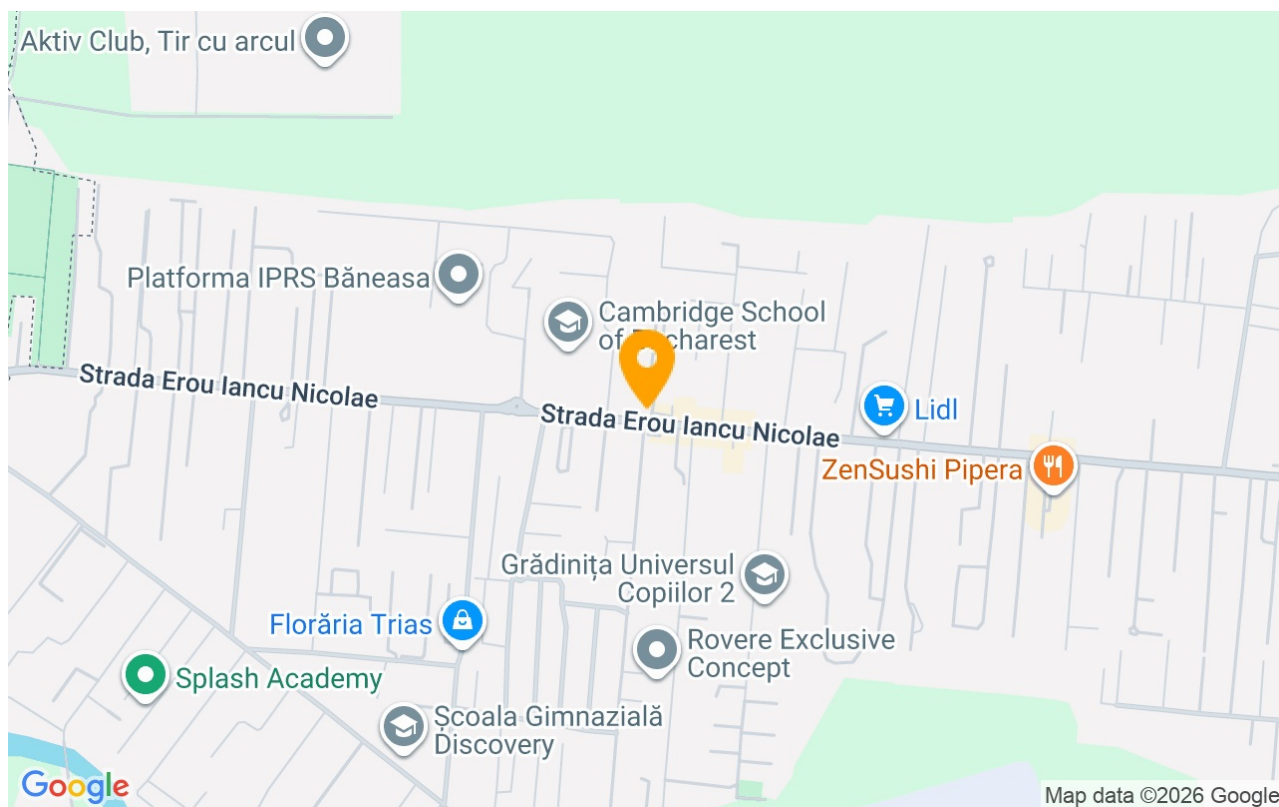 Aktiv Club, Tir cu arcul
Platforma IPRS Băneasa
Cambridge School
of Bucharest
Strada Erou Iancu Nicolae
Strada Erou Iancu Nicolae
Lidl
ZenSushi Pipera
Grădinița Universul
Copiilor 2
Florăria Trias
Rovere Exclusive
Concept
Splash Academy
Școala Gimnazială
Discovery
Google
Map data ©2026 Google